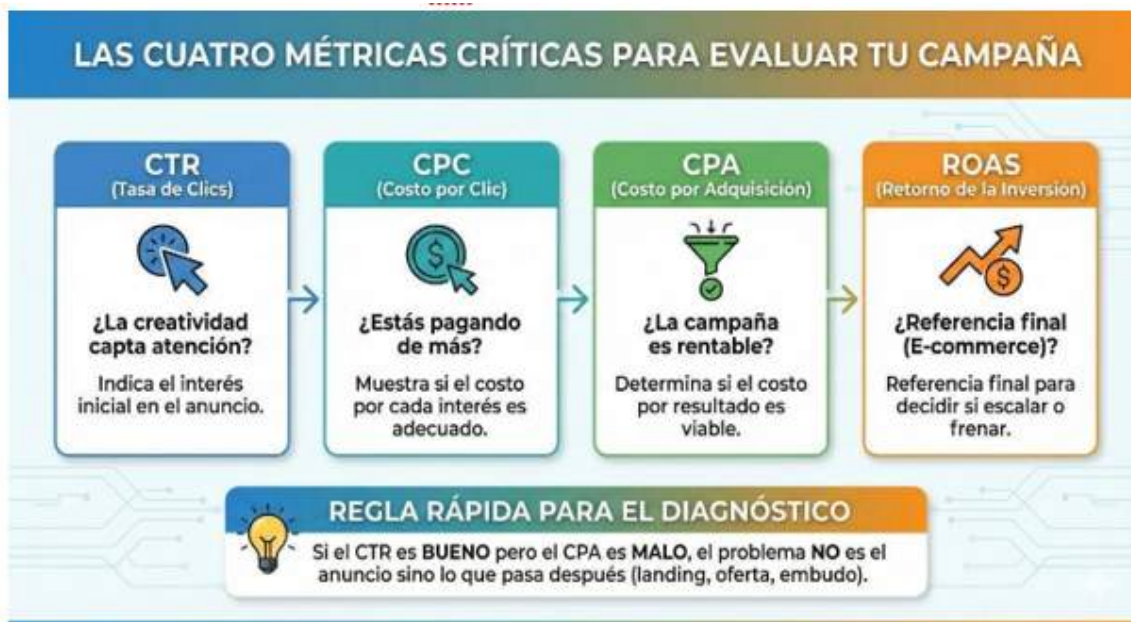 LAS CUATRO MÉTRICAS CRÍTICAS PARA EVALUAR TU CAMPAÑA
CTR
(Tasa de Clics)
¿La creatividad
capta atención?
Indica el interés
inicial en el anuncio.
CPC
(Costo por Clic)
$
¿Estás pagando
de más?
Muestra si el costo
por cada interés es
adecuado.
CPA
(Costo por Adquisición)
¿La campaña
es rentable?
Determina si el costo
por resultado es
viable.
ROAS
(Retorno de la Inversión)
$
¿Referencia final
(E-commerce)?
Referencia final para
decidir si escalar o
frenar.
REGLA RÁPIDA PARA EL DIAGNÓSTICO
Si el CTR es BUENO pero el CPA es MALO, el problema NO es el
anuncio sino lo que pasa después (landing, oferta, embudo).